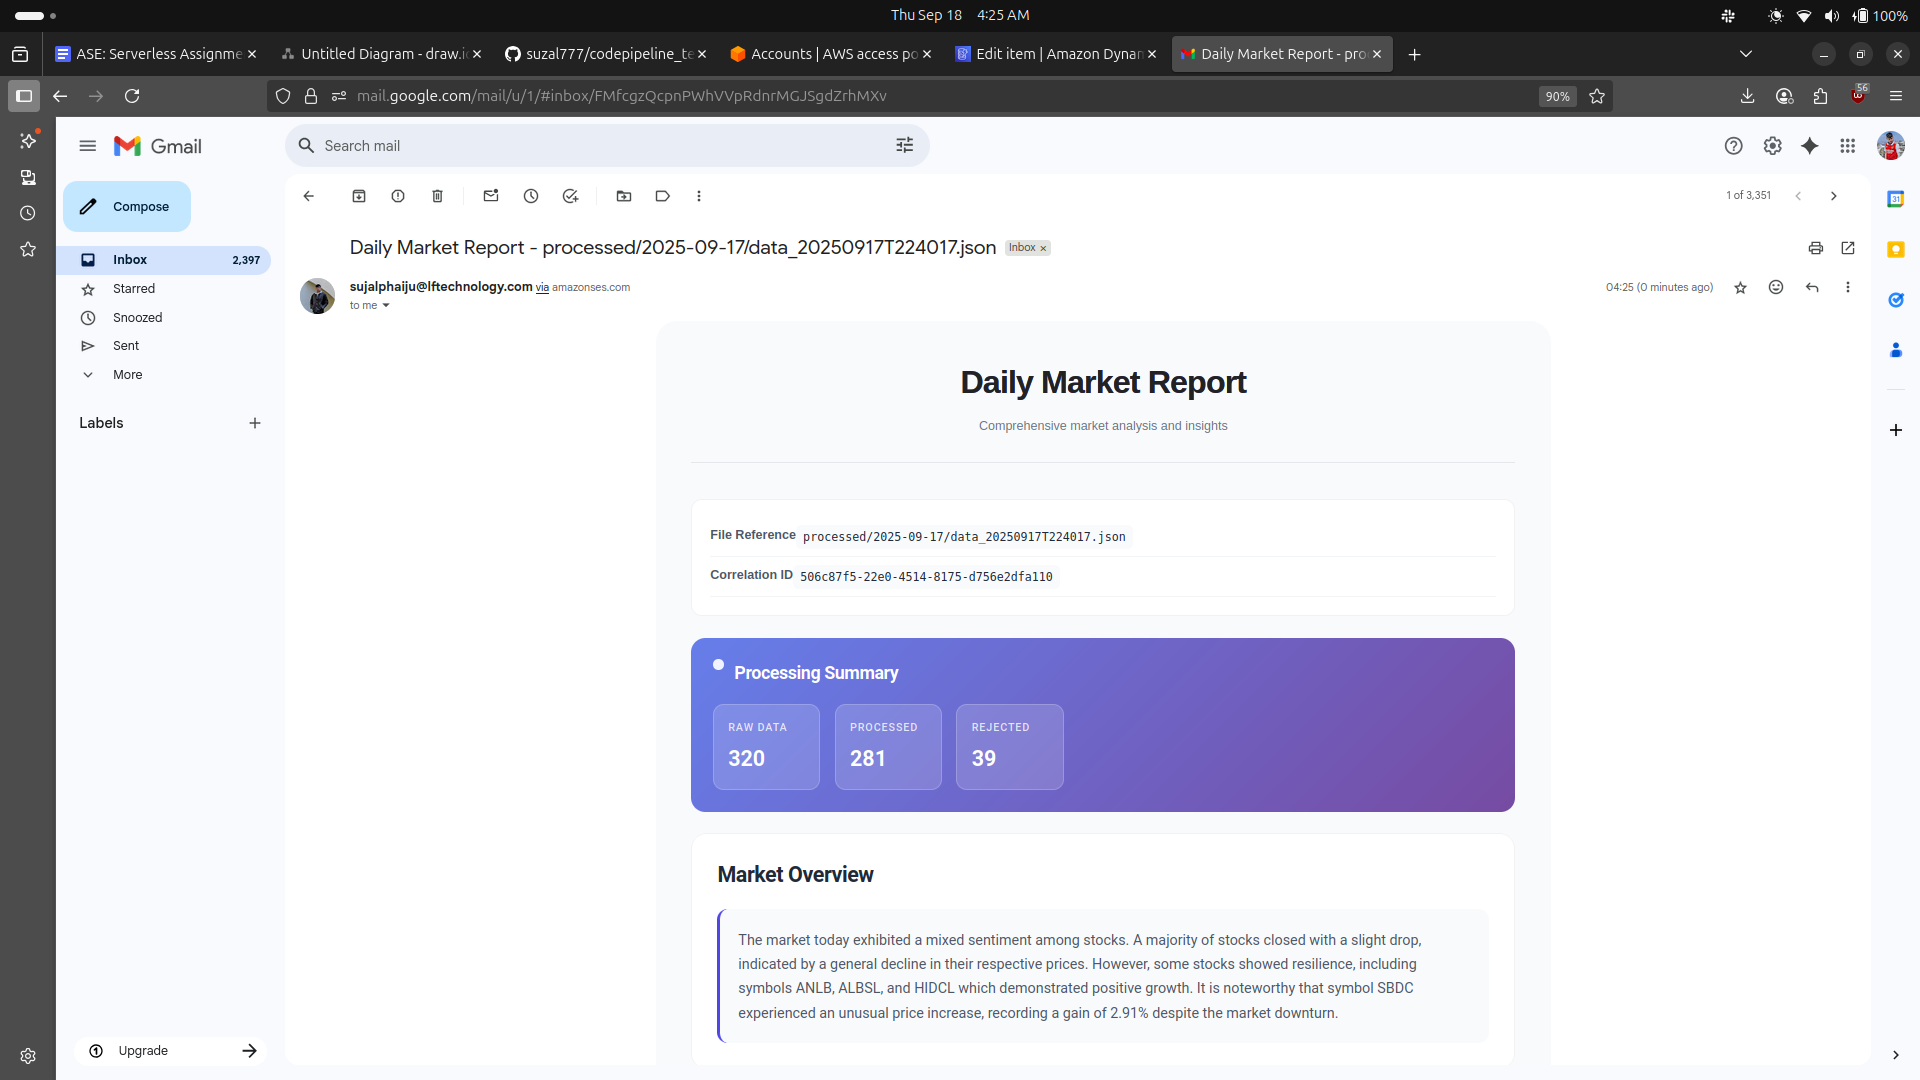 Thu Sep 18 4:25 AM
100%
ASE: Serverless Assignme
Untitled Diagram - draw.i
suzal777/codepipeline_te
Accounts | AWS access po
Edit item | Amazon Dynam
Daily Market Report - pro
mail.google.com/mail/u/1/#inbox/FMfcgzQcpnPWhVVpRdnrMGJSgdZrhMXv
90%
56
Gmail
Search mail
Compose
1 of 3,351
Daily Market Report - processed/2025-09-17/data_20250917T224017.json
Inbox ×
Inbox 2,397
Starred
Snoozed
Sent
More
Labels
sujalphaiju@lftechnology.com via amazonses.com
04:25 (0 minutes ago)
to me
31
Daily Market Report
Comprehensive market analysis and insights
File Reference processed/2025-09-17/data_20250917T224017.json
Correlation ID 506c87f5-22e0-4514-8175-d756e2dfa110
Processing Summary
RAW DATA PROCESSED REJECTED
320 281 39
Market Overview
The market today exhibited a mixed sentiment among stocks. A majority of stocks closed with a slight drop,
indicated by a general decline in their respective prices. However, some stocks showed resilience, including
symbols ANLB, ALBSL, and HIDCL which demonstrated positive growth. It is noteworthy that symbol SBDC
experienced an unusual price increase, recording a gain of 2.91% despite the market downturn.
Upgrade